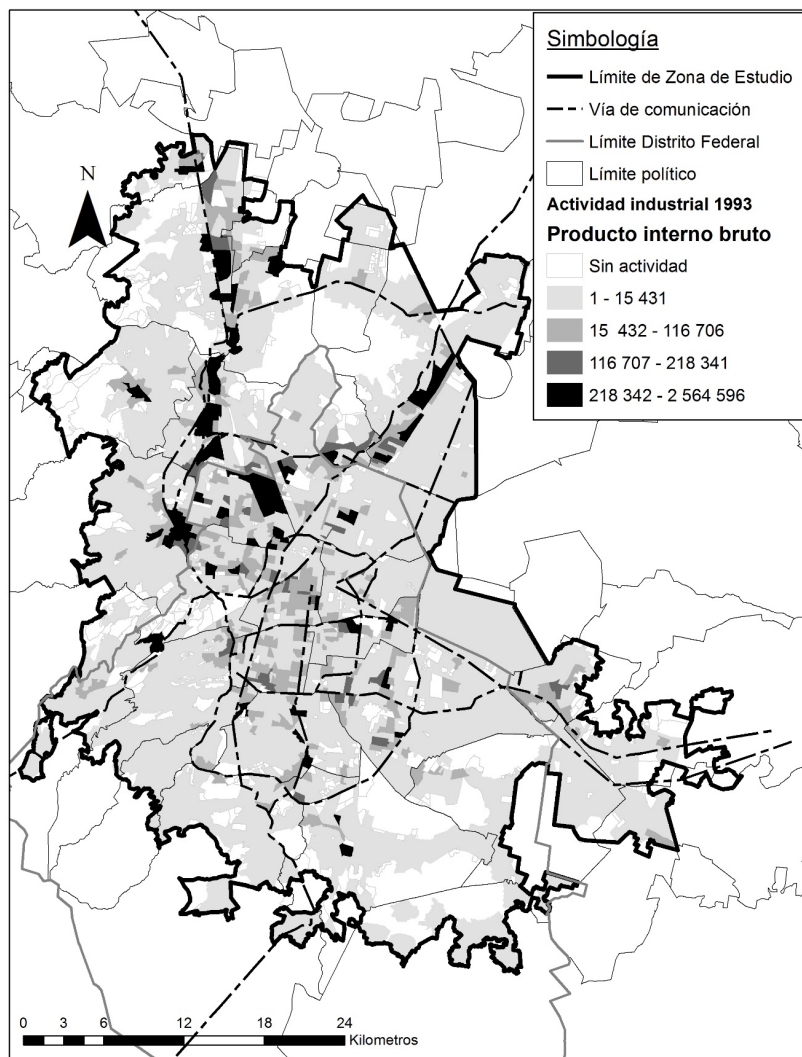 Simbología
Límite de Zona de Estudio
Vía de comunicación
Límite Distrito Federal
Límite político
Actividad industrial 1993
Producto interno bruto
Sin actividad
1 - 15 431
15 432 - 116 706
116 707 - 218 341
218 342 - 2 564 596
N
0 3 6 12 18 24
Kilometros